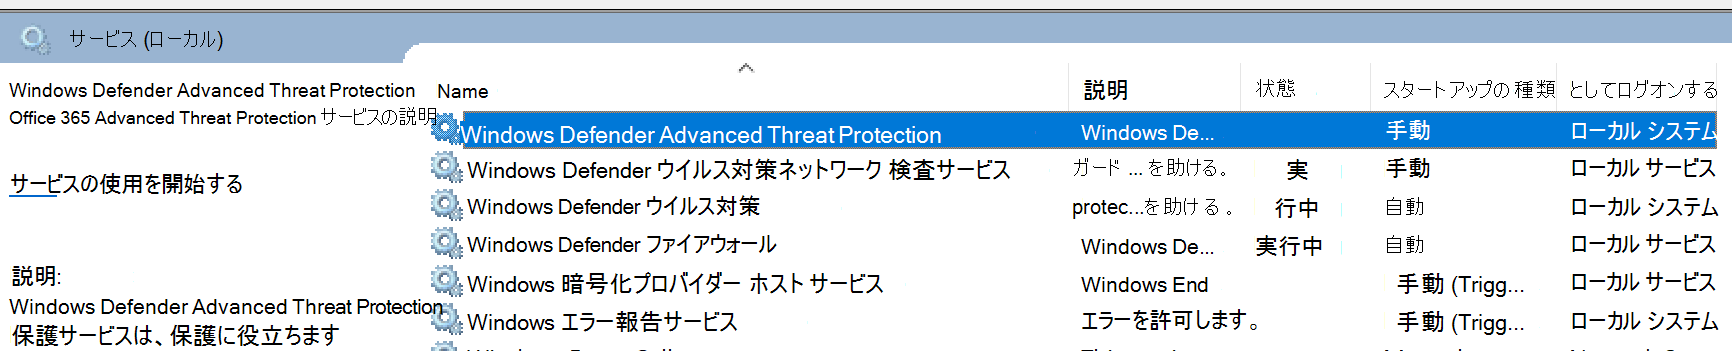 サービス (ローカル)
Windows Defender Advanced Threat Protection
Office 365 Advanced Threat Protection サービスの説明
サービスの使用を開始する
説明:
Windows Defender Advanced Threat Protection
保護サービスは、保護に役立ちます
Name 説明 状態 スタートアップの 種類 としてログオンする
Windows Defender Advanced Threat Protection Windows De... 手動 ローカル システム
Windows Defender ウイルス対策ネットワーク 検査サービス ガード ...を助ける。 実 手動 ローカル サービス
Windows Defender ウイルス対策 protec...を助ける 。 行中 自動 ローカル システム
Windows Defender ファイアウォール Windows De... 実行中 自動 ローカル サービス
Windows 暗号化プロバイダー ホスト サービス Windows End 手動 (Trigg... ローカル サービス
Windows エラー報告サービス エラーを許可します。 手動 (Trigg... ローカル システム